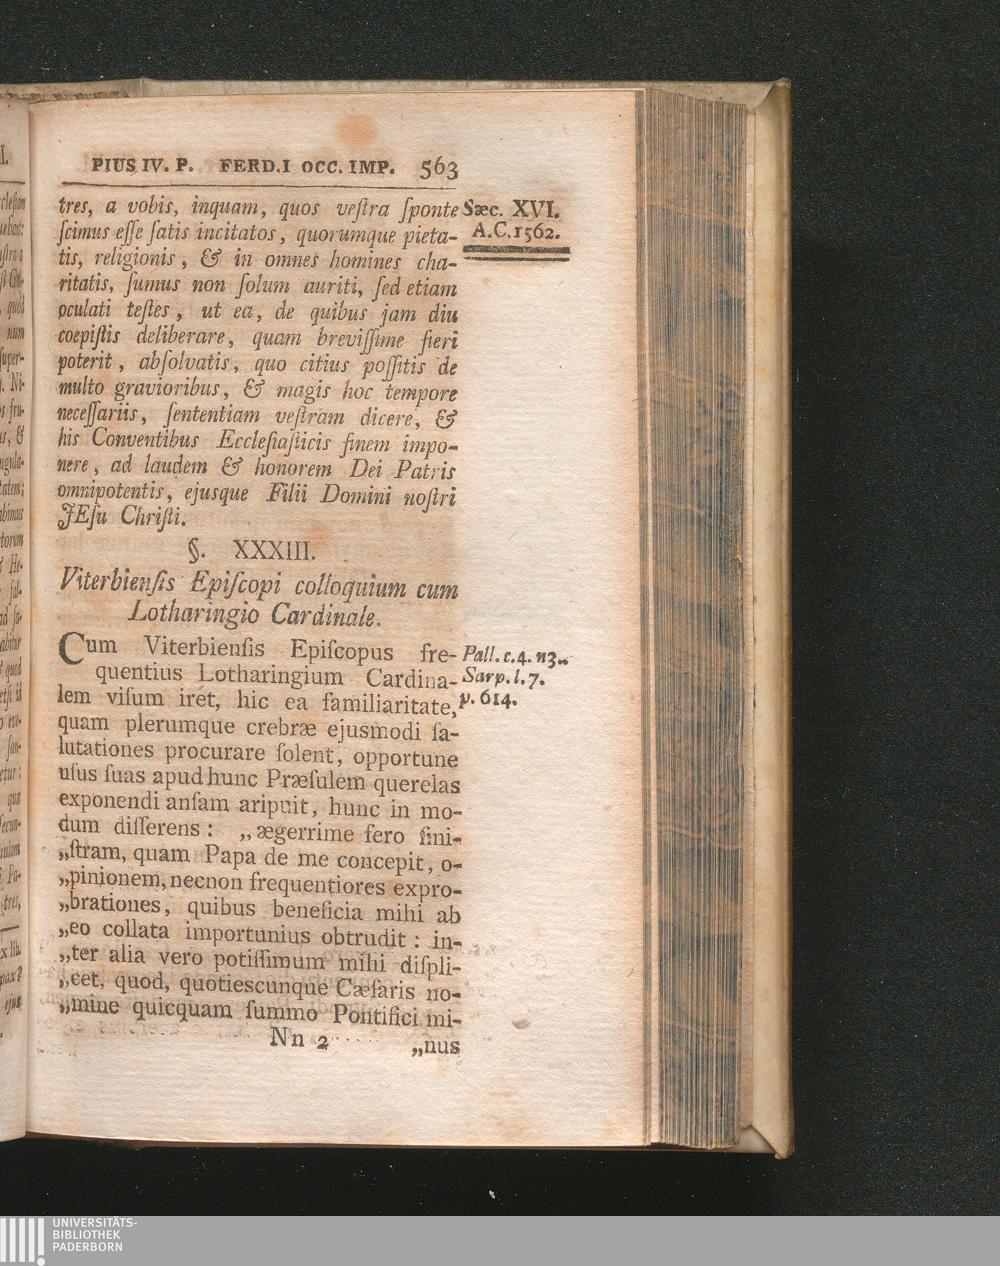 PIUS IV. P. FERD.I OCC. IMP. 563
tres, a vobis, inquam, quos veſtra ſponte
ſcimus eſſe ſatis incitatos, quorumque pieta-
tis, religionis, & in omnes homines cha-
ritatis, ſumus non ſolum auriti, ſed etiam
oculati teſtes, ut ea, de quibus jam diu
coepiſtis deliberare, quam breviſſime fieri
poterit, abſolvatis, quo citius poſſitis de
multo gravioribus, & magis hoc tempore
neceſſariis, ſententiam veſtram dicere, &
his Conventibus Eccleſiaſticis finem impo-
nere, ad laudem & honorem Dei Patris
omnipotentis, ejusque Filii Domini noſtri
JEſu Chriſti.
Sæc. XVI.
A.C.1562.
§. XXXIII.
Viterbienſis Epiſcopi colloquium cum
Lotharingio Cardinale.
Cum Viterbienſis Epiſcopus fre-
quentius Lotharingium Cardina-
lem viſum iret, hic ea familiaritate,
quam plerumque crebræ ejusmodi ſa-
lutationes procurare ſolent, opportune
uſus ſuas apud hunc Præſulem querelas
exponendi anſam aripuit, hunc in mo-
dum diſſerens: „ægerrime fero ſini-
„ſtram, quam Papa de me concepit, o-
„pinionem, necnon frequentiores expro-
„brationes, quibus beneficia mihi ab
„eo collata importunius obtrudit: in-
„ter alia vero potiſſimum mihi diſpli-
„cet, quod, quotiescunque Cæſaris no-
„mine quicquam ſummo Pontifici mi-
Pall. c.4. n3..
Sarp. l.7.
p. 614.
Nn 2 „nus
UNIVERSITÄTS-
BIBLIOTHEK
PADERBORN